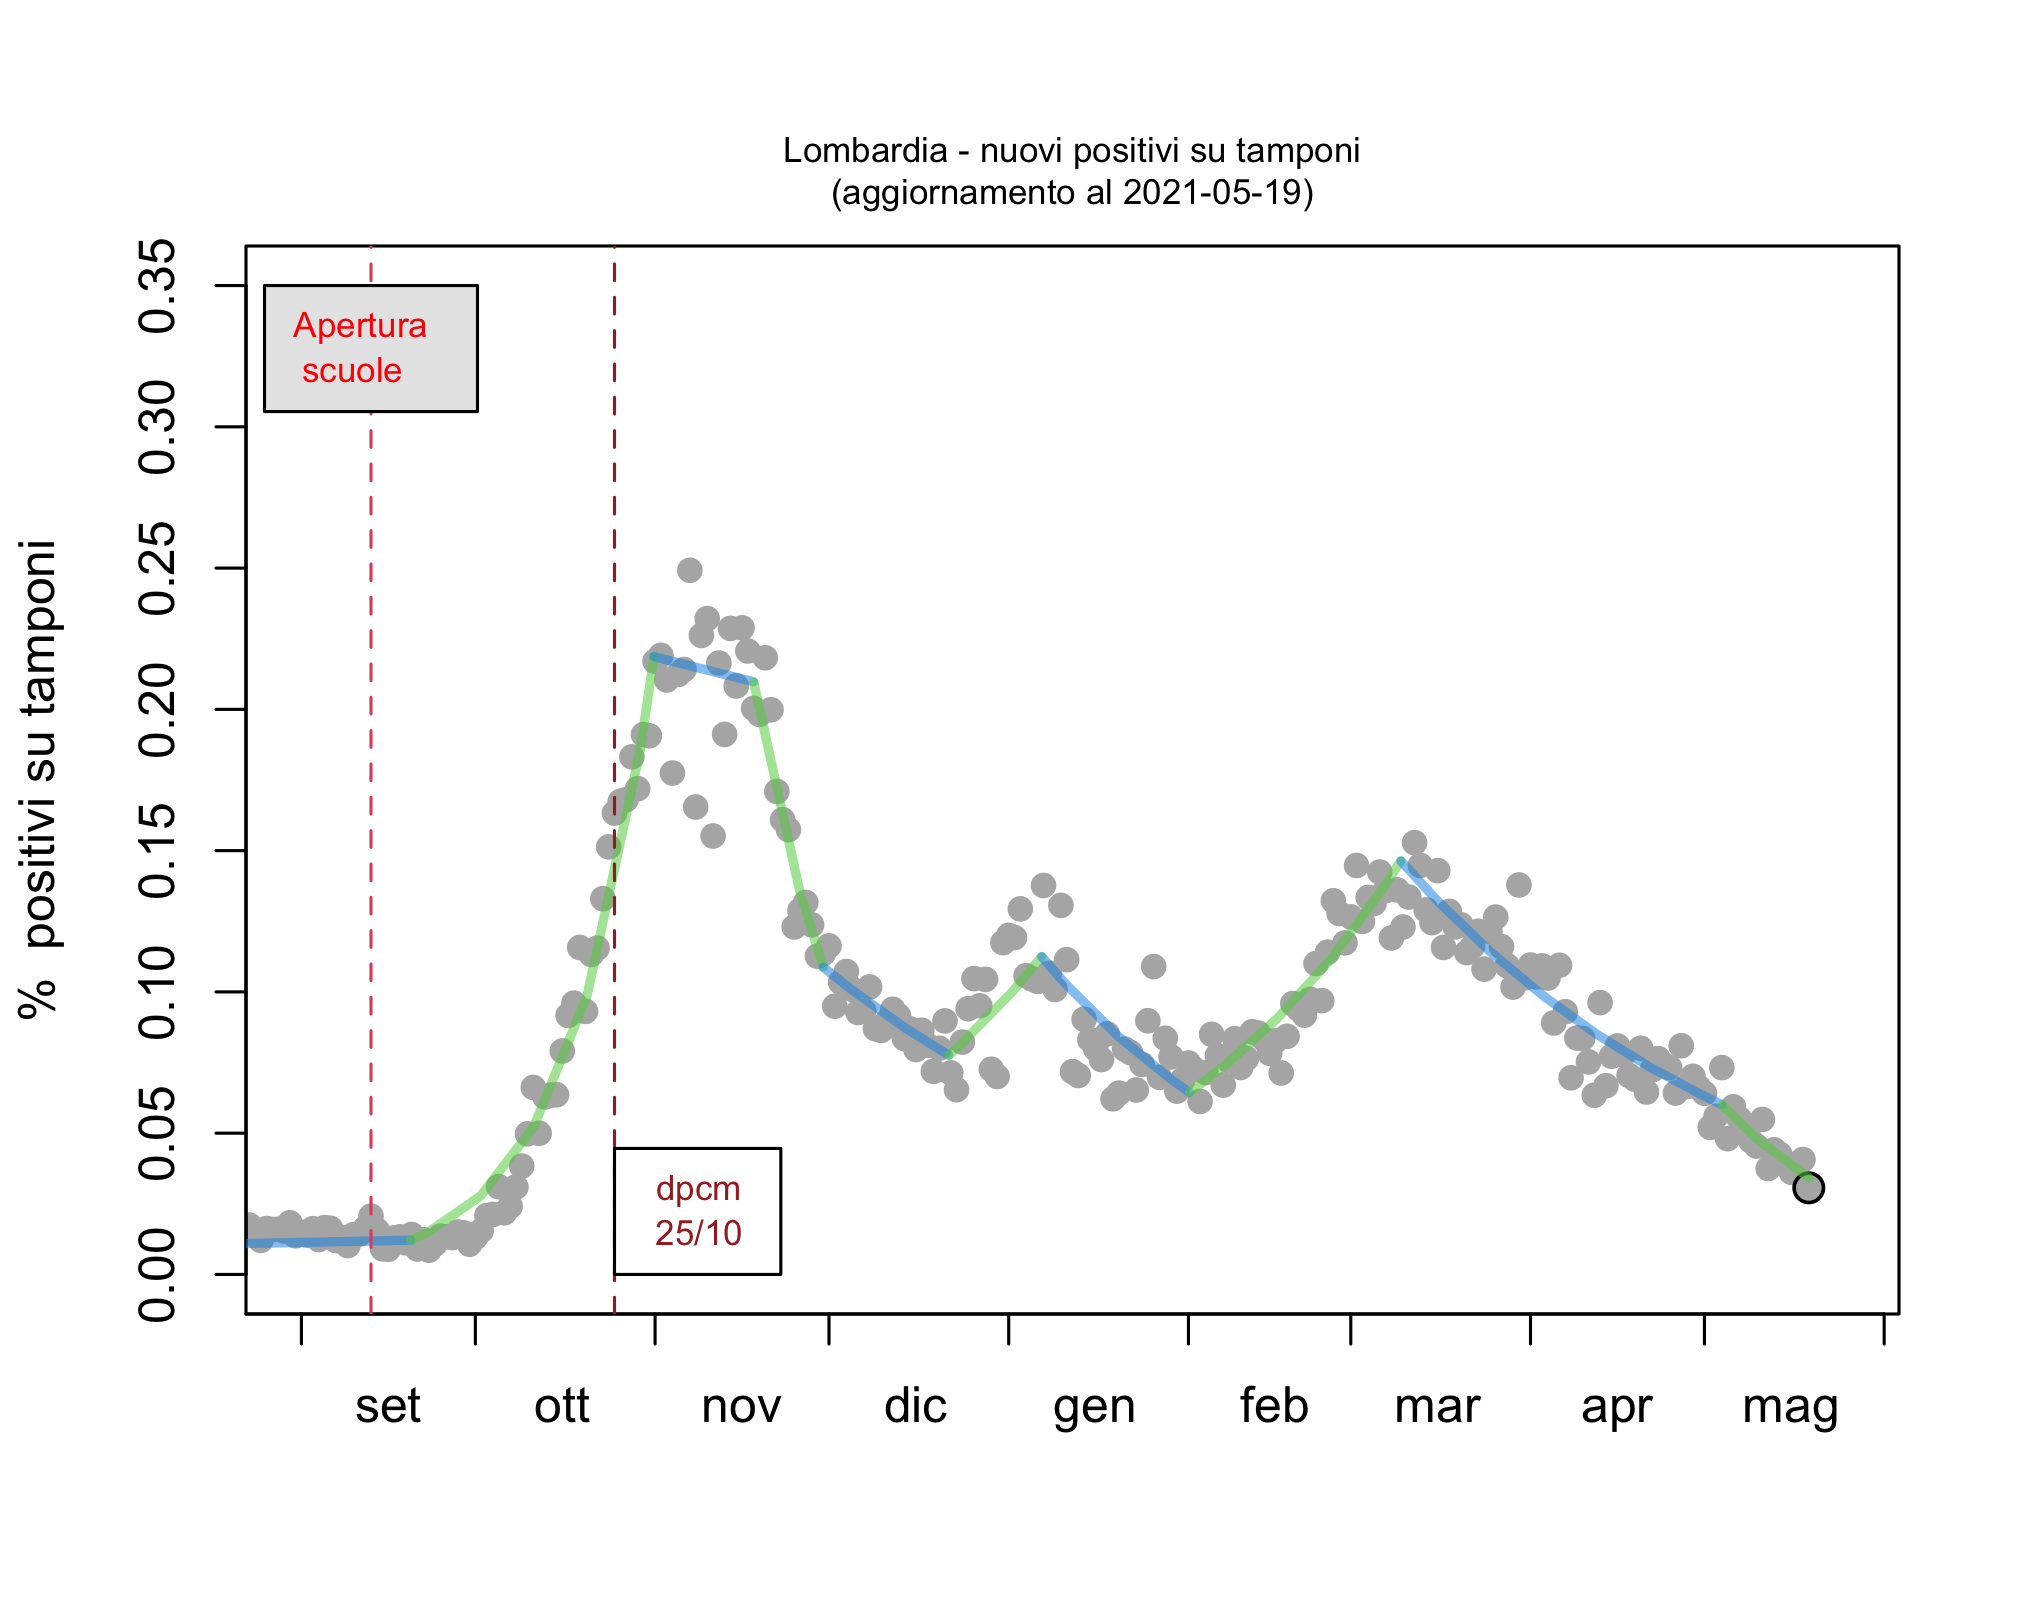 Lombardia - nuovi positivi su tamponi
(aggiornamento al 2021-05-19)
% positivi su tamponi
0.35
0.30
0.25
0.20
0.15
0.10
0.05
0.00
Apertura
scuole
dpcm
25/10
set ott nov dic gen feb mar apr mag